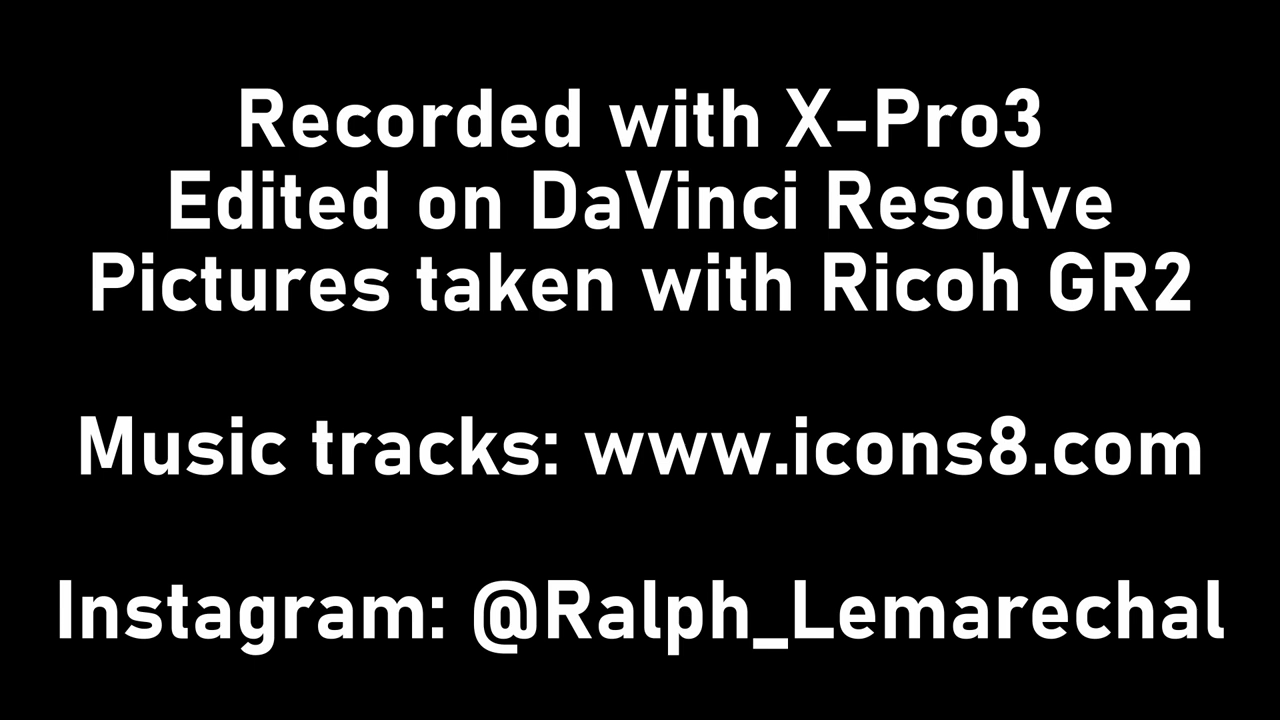 Recorded with X-Pro3
Edited on DaVinci Resolve
Pictures taken with Ricoh GR2
Music tracks: www.icons8.com
Instagram: @Ralph_Lemarechal